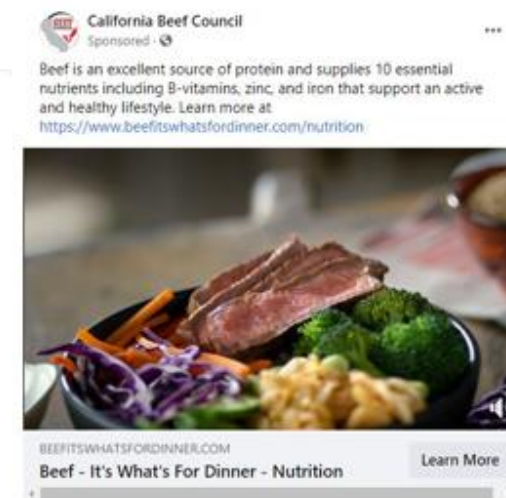 California Beef Council
Sponsored ·
Beef is an excellent source of protein and supplies 10 essential
nutrients including B-vitamins, zinc, and iron that support an active
and healthy lifestyle. Learn more at
https://www.beefitswhatsfordinner.com/nutrition
BEEFITSWHATSFORDINNER.COM
Beef - It's What's For Dinner - Nutrition
Learn More